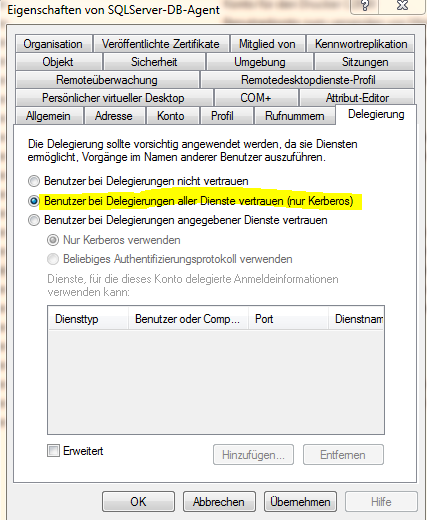 Eigenschaften von SQLServer-DB-Agent
?
Organisation Veröffentlichte Zertifikate Mitglied von Kennwortreplikation
Objekt Sicherheit Umgebung Sitzungen
Remoteüberwachung Remotedesktopdienste-Profil
Persönlicher virtueller Desktop COM+ Attribut-Editor
Allgemein Adresse Konto Profil Rufnummern Delegierung
Die Delegierung sollte vorsichtig angewendet werden, da sie Diensten
ermöglicht, Vorgänge im Namen anderer Benutzer auszuführen.
Benutzer bei Delegierungen nicht vertrauen
Benutzer bei Delegierungen aller Dienste vertrauen (nur Kerberos)
Benutzer bei Delegierungen angegebener Dienste vertrauen
Nur Kerberos verwenden
Beliebiges Authentifizierungsprotokoll verwenden
Dienste, für die dieses Konto delegierte Anmeldeinformationen
verwenden kann:
Diensttyp Benutzer oder Comp... Port Dienstnam
Erweitert Hinzufügen... Entfernen
OK Abbrechen Übernehmen Hilfe